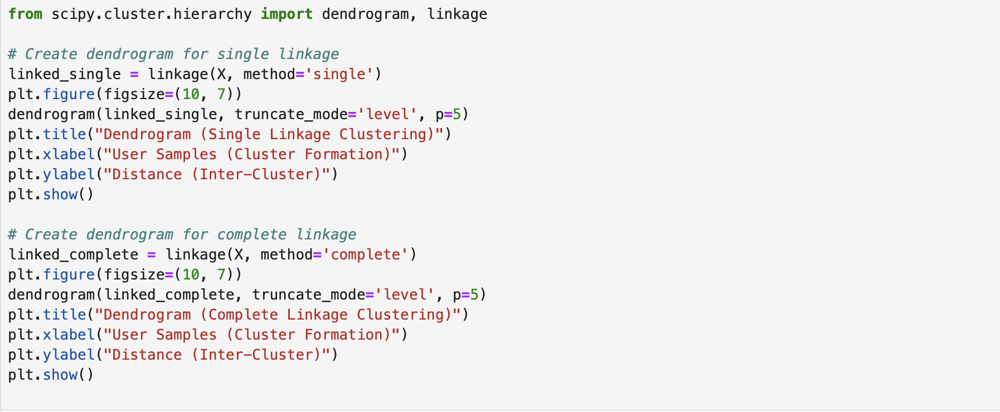 from scipy.cluster.hierarchy import dendrogram, linkage
# Create dendrogram for single linkage
linked_single = linkage(X, method='single')
plt.figure(figsize=(10, 7))
dendrogram(linked_single, truncate_mode='level', p=5)
plt.title("Dendrogram (Single Linkage Clustering)")
plt.xlabel("User Samples (Cluster Formation)")
plt.ylabel("Distance (Inter-Cluster)")
plt.show()
# Create dendrogram for complete linkage
linked_complete = linkage(X, method='complete')
plt.figure(figsize=(10, 7))
dendrogram(linked_complete, truncate_mode='level', p=5)
plt.title("Dendrogram (Complete Linkage Clustering)")
plt.xlabel("User Samples (Cluster Formation)")
plt.ylabel("Distance (Inter-Cluster)")
plt.show()